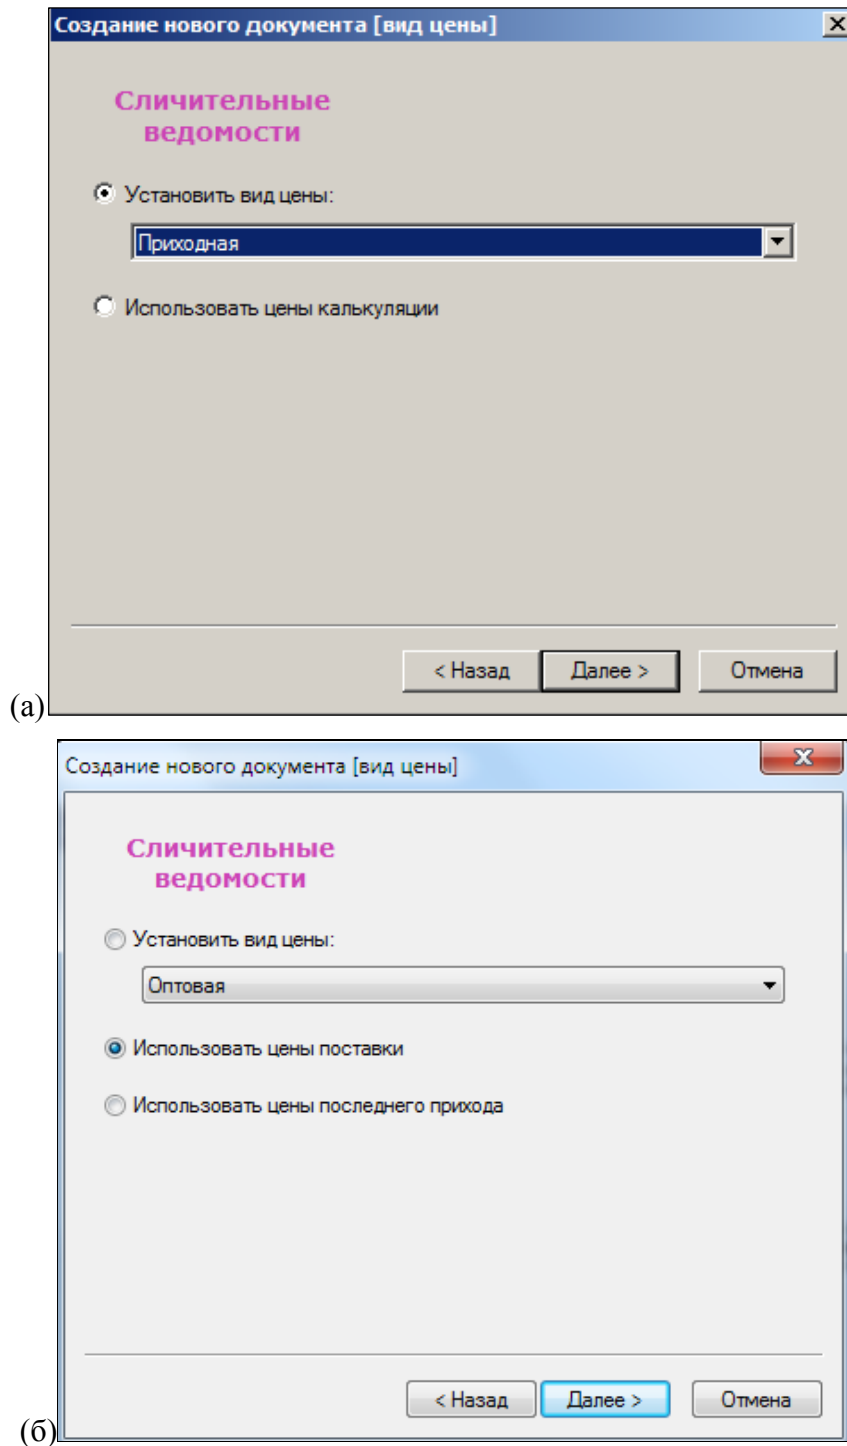 Создание нового документа [вид цены]
Сличительные
ведомости
Установить вид цены:
Приходная
Использовать цены калькуляции
< Назад Далее > Отмена
(а)
Создание нового документа [вид цены]
Сличительные
ведомости
Установить вид цены:
Оптовая
Использовать цены поставки
Использовать цены последнего прихода
< Назад Далее > Отмена
(б)